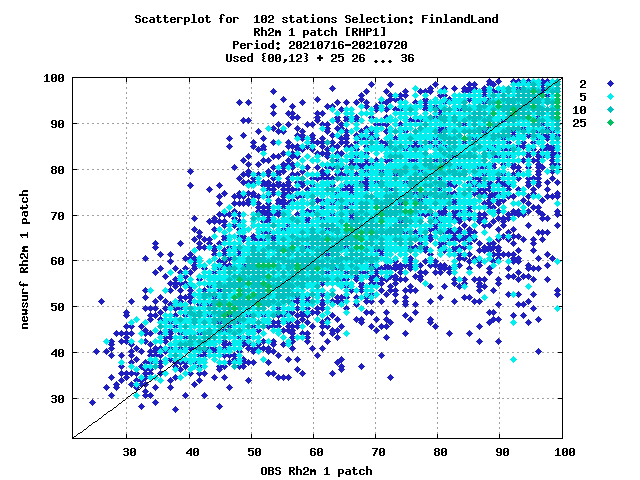 Scatterplot for  102 stations Selection: FinlandLand
Rh2m 1 patch [RHP1]
Period: 20210716-20210720
Used {00,12} + 25 26 ... 36
100
90
80
70
60
50
40
30
newsurf Rh2m 1 patch
2
5
10
25
30 40 50 60 70 80 90 100
OBS Rh2m 1 patch